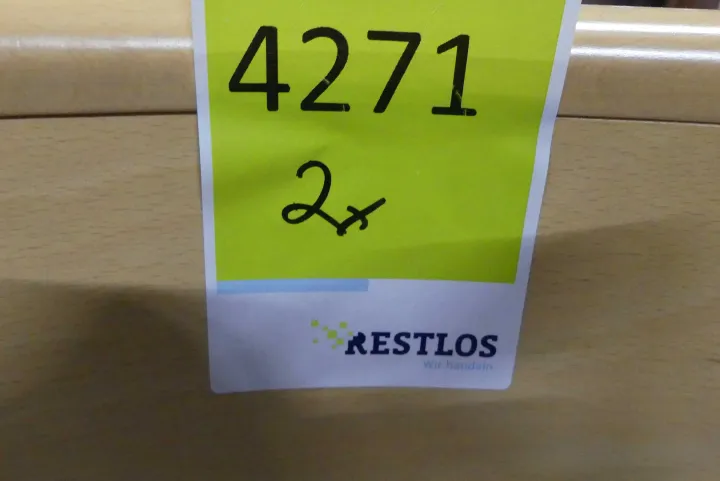 4271
2x
RESTLOS
wir handeln.